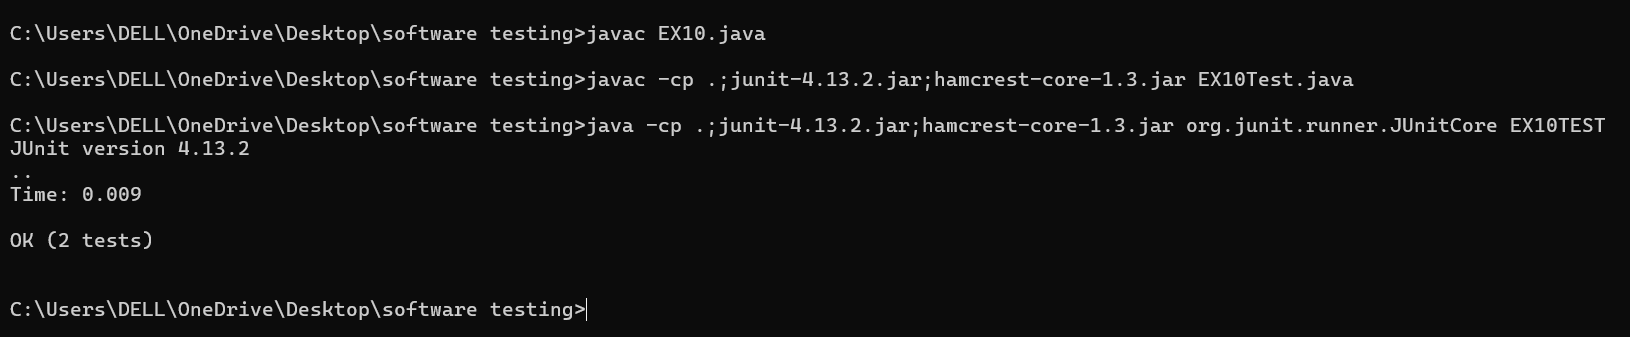 C:\Users\DELL\OneDrive\Desktop\software testing>javac EX10.java
C:\Users\DELL\OneDrive\Desktop\software testing>javac -cp .;junit-4.13.2.jar;hamcrest-core-1.3.jar EX10Test.java
C:\Users\DELL\OneDrive\Desktop\software testing>java -cp .;junit-4.13.2.jar;hamcrest-core-1.3.jar org.junit.runner.JUnitCore EX10TEST
JUnit version 4.13.2
..
Time: 0.009
OK (2 tests)
C:\Users\DELL\OneDrive\Desktop\software testing>